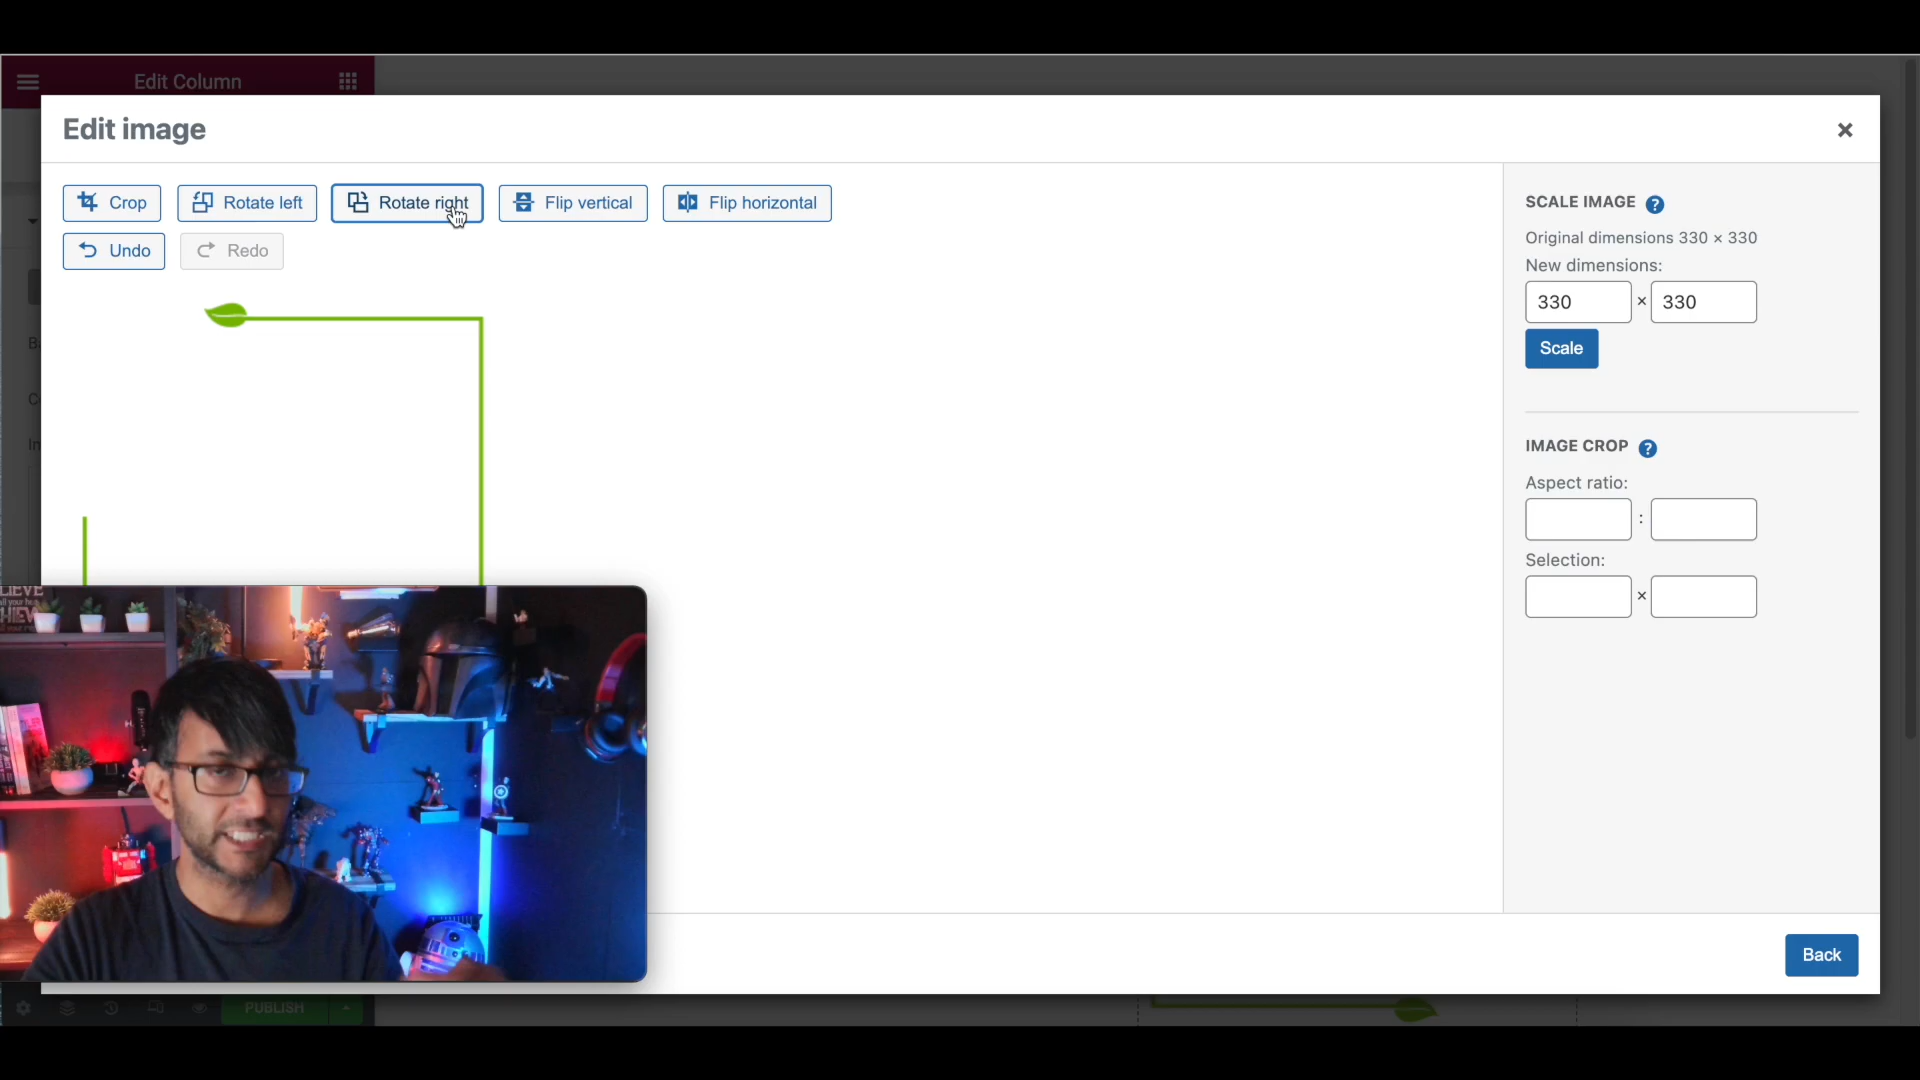 Edit Column
Edit image
Crop
Rotate left
Rotate right
Flip vertical
Flip horizontal
Undo
Redo
SCALE IMAGE ?
Original dimensions 330 × 330
New dimensions:
330 × 330
Scale
IMAGE CROP ?
Aspect ratio:
:
Selection:
×
Back
PUBLISH